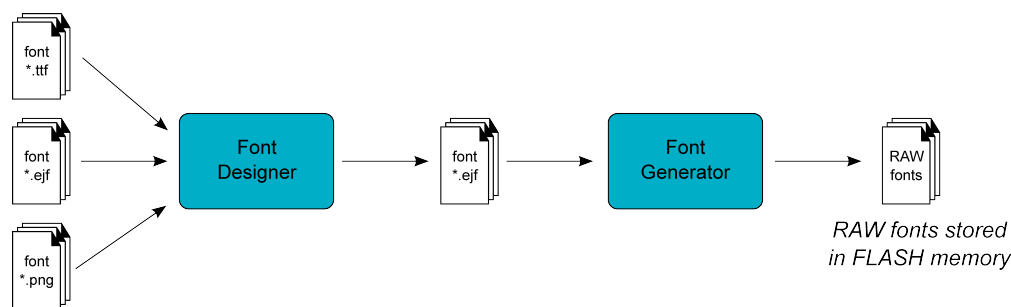 font
*.ttf
font
*.ejf
font
*.png
Font
Designer
font
*.ejf
Font
Generator
RAW
fonts
RAW fonts stored
in FLASH memory